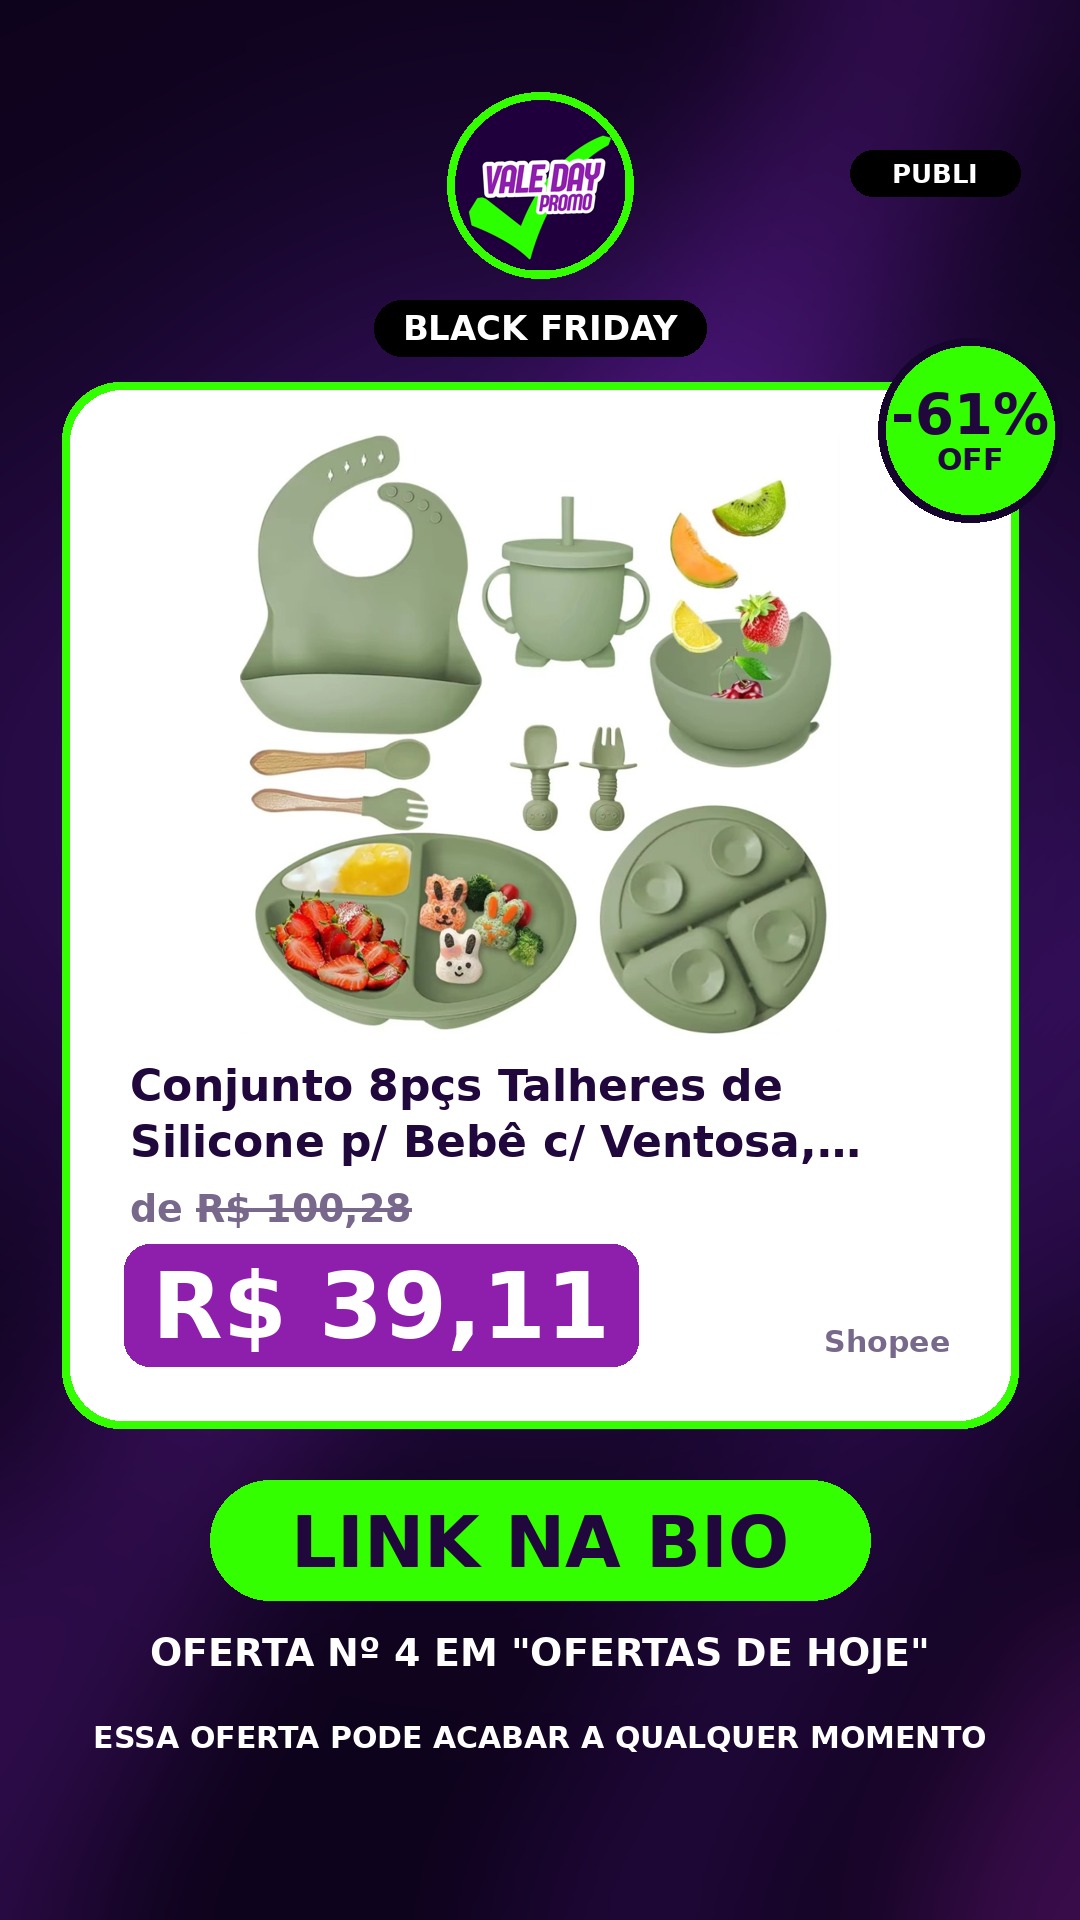 VALE DAY
PROMO
PUBLI
BLACK FRIDAY
-61%
OFF
Conjunto 8pçs Talheres de
Silicone p/ Bebê c/ Ventosa,...
de R$ 100,28
R$ 39,11
Shopee
LINK NA BIO
OFERTA Nº 4 EM "OFERTAS DE HOJE"
ESSA OFERTA PODE ACABAR A QUALQUER MOMENTO